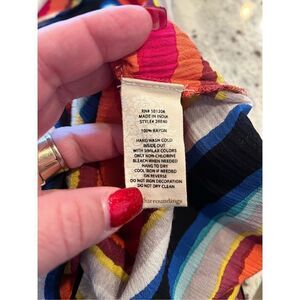 RN# 101206
MADE IN INDIA
STYLE# 28840
100% RAYON
HAND WASH COLD
INSIDE OUT
WITH SIMILAR COLORS
ONLY NON-CHLORINE
BLEACH WHEN NEEDED
HANG TO DRY
COOL IRON IF NEEDED
ON REVERSE
DO NOT IRON DECORATION
DO NOT DRY CLEAN
Surroundings